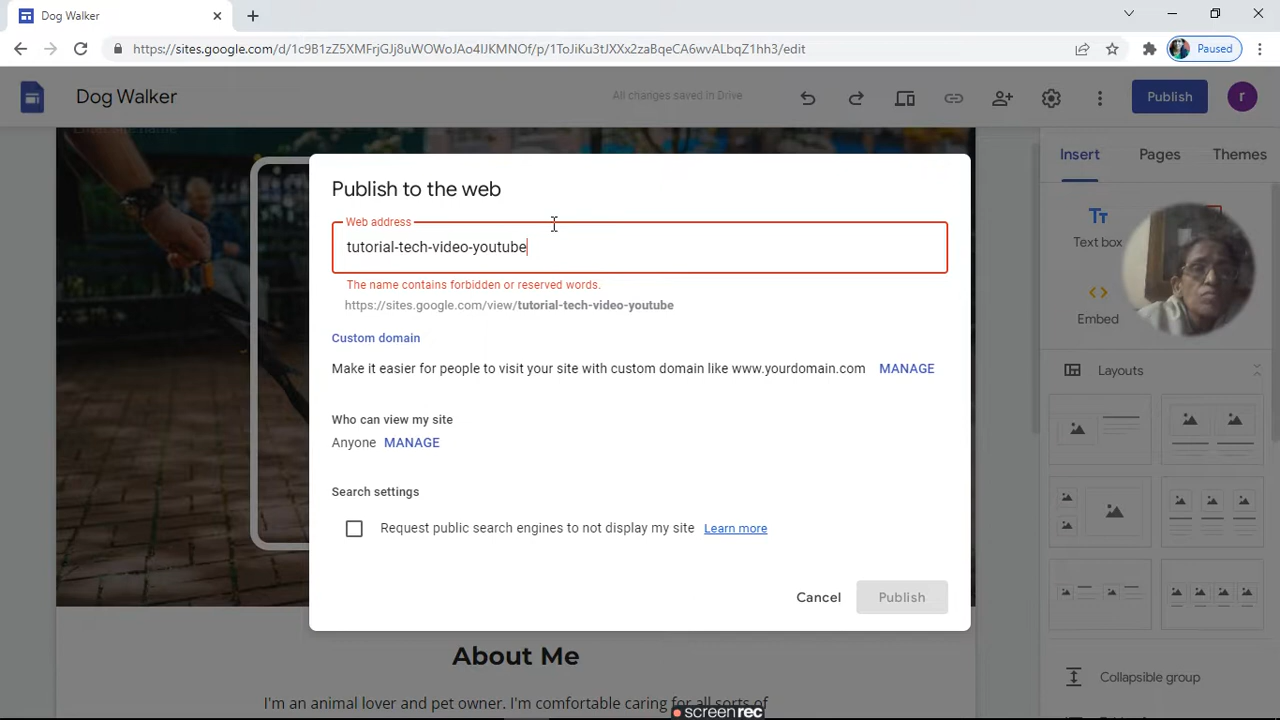 Dog Walker
https://sites.google.com/d/1c9B1zZ5XMFrjGJj8uWOWoJAo4IJKMNOf/p/1ToJiKu3tJXXx2zaBqeCA6wvALbqZ1hh3/edit
Paused
Dog Walker
All changes saved in Drive
Publish
r
Enter site name
Insert
Pages
Themes
Publish to the web
Web address
tutorial-tech-video-youtube
The name contains forbidden or reserved words.
https://sites.google.com/view/tutorial-tech-video-youtube
Custom domain
Make it easier for people to visit your site with custom domain like www.yourdomain.com MANAGE
Who can view my site
Anyone MANAGE
Search settings
Request public search engines to not display my site Learn more
Cancel
Publish
Text box
Embed
Layouts
Collapsible group
About Me
I'm an animal lover and pet owner. I'm comfortable caring for all sorts of
screenrec